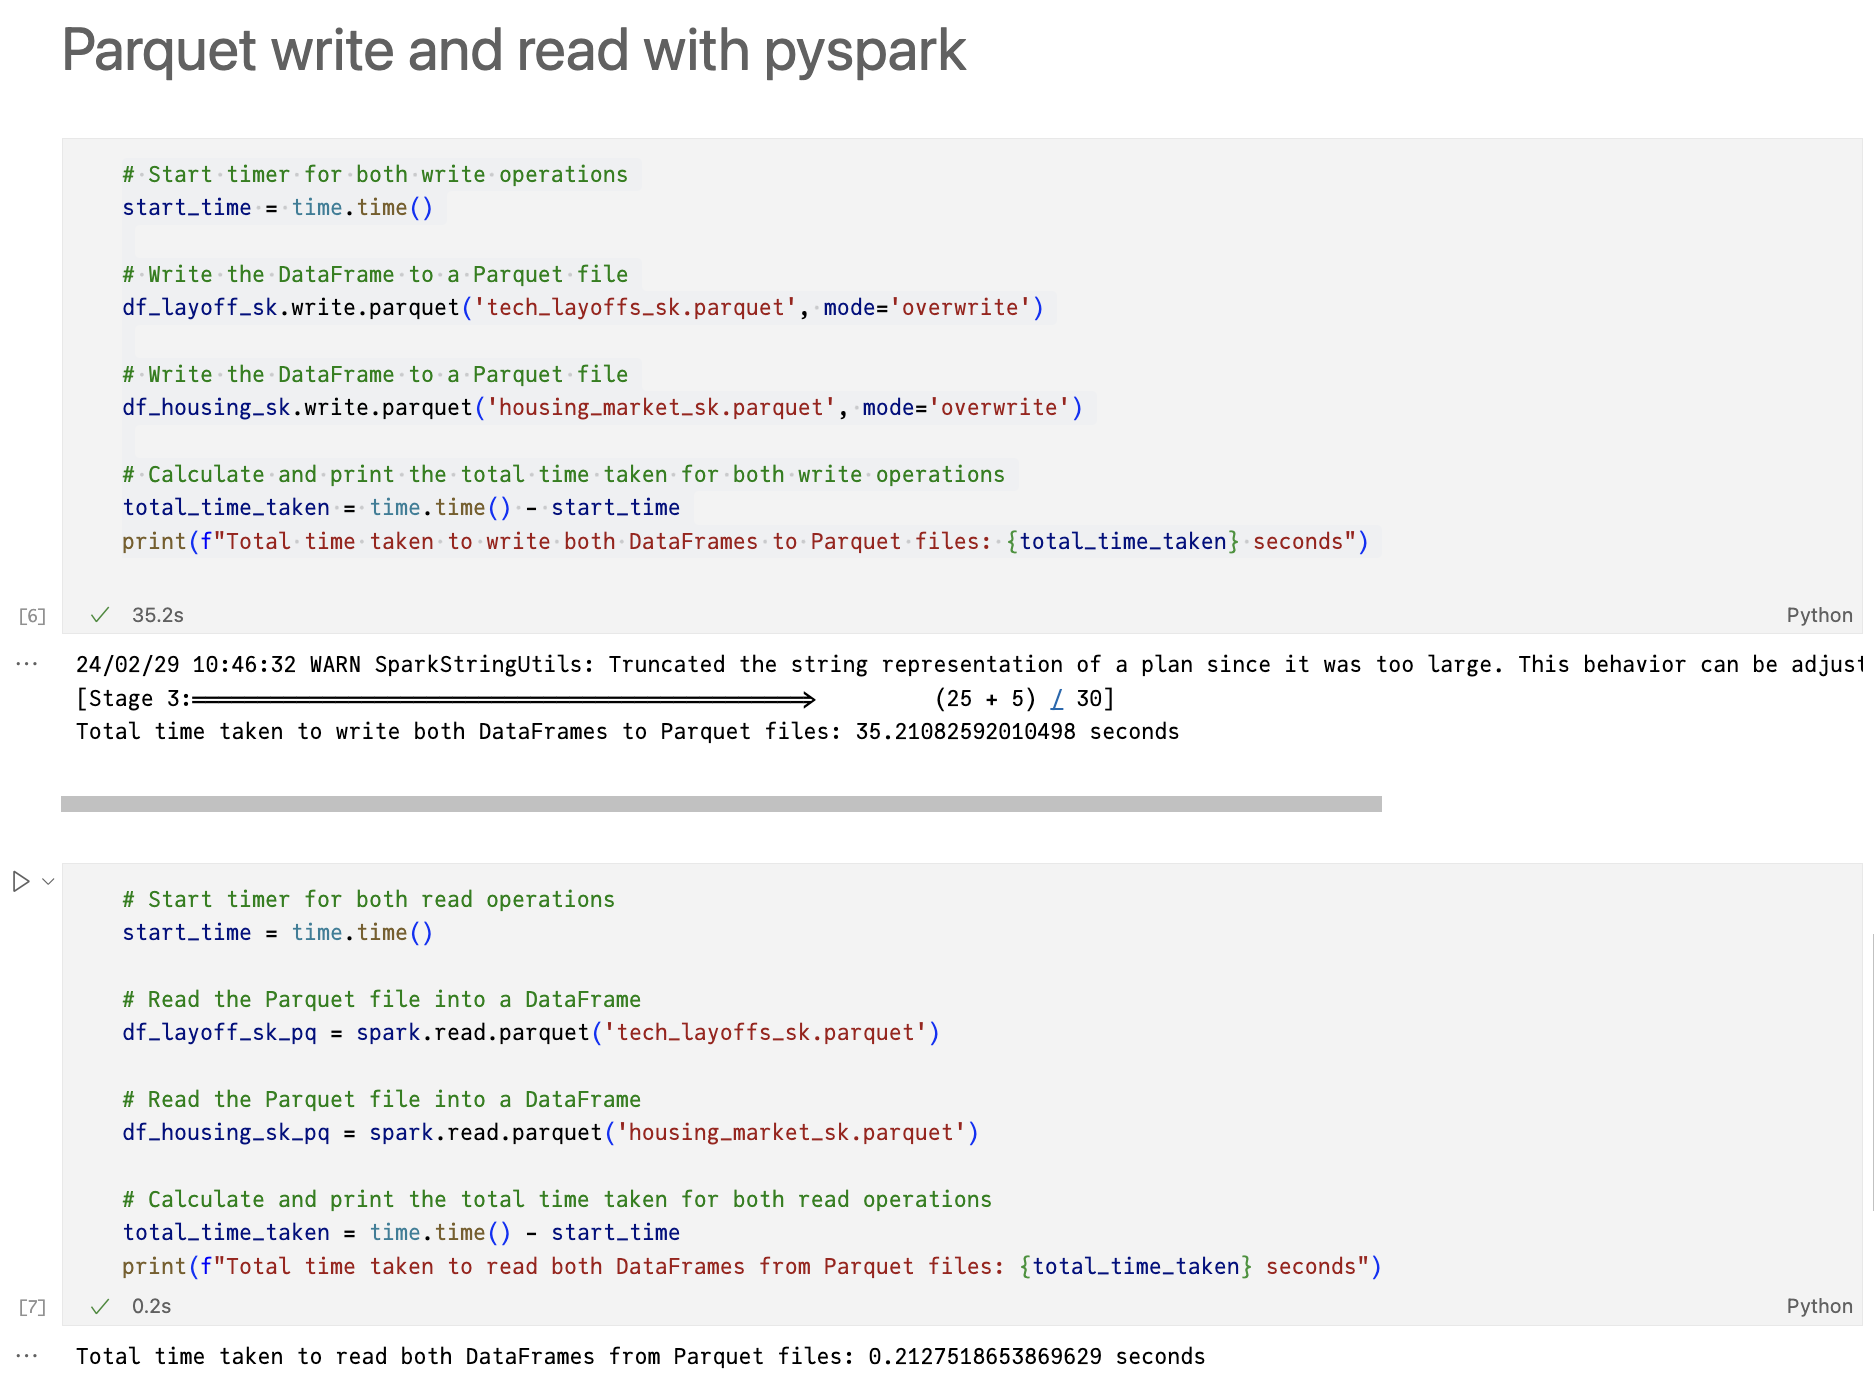 Parquet write and read with pyspark
# Start timer for both write operations
start_time = time.time()
# Write the DataFrame to a Parquet file
df_layoff_sk.write.parquet('tech_layoffs_sk.parquet', mode='overwrite')
# Write the DataFrame to a Parquet file
df_housing_sk.write.parquet('housing_market_sk.parquet', mode='overwrite')
# Calculate and print the total time taken for both write operations
total_time_taken = time.time() - start_time
print(f"Total time taken to write both DataFrames to Parquet files: {total_time_taken} seconds")
[6] 35.2s Python
24/02/29 10:46:32 WARN SparkStringUtils: Truncated the string representation of a plan since it was too large. This behavior can be adjust
[Stage 3:==================================================> (25 + 5) / 30]
Total time taken to write both DataFrames to Parquet files: 35.21082592010498 seconds
# Start timer for both read operations
start_time = time.time()
# Read the Parquet file into a DataFrame
df_layoff_sk_pq = spark.read.parquet('tech_layoffs_sk.parquet')
# Read the Parquet file into a DataFrame
df_housing_sk_pq = spark.read.parquet('housing_market_sk.parquet')
# Calculate and print the total time taken for both read operations
total_time_taken = time.time() - start_time
print(f"Total time taken to read both DataFrames from Parquet files: {total_time_taken} seconds")
[7] 0.2s Python
Total time taken to read both DataFrames from Parquet files: 0.2127518653869629 seconds